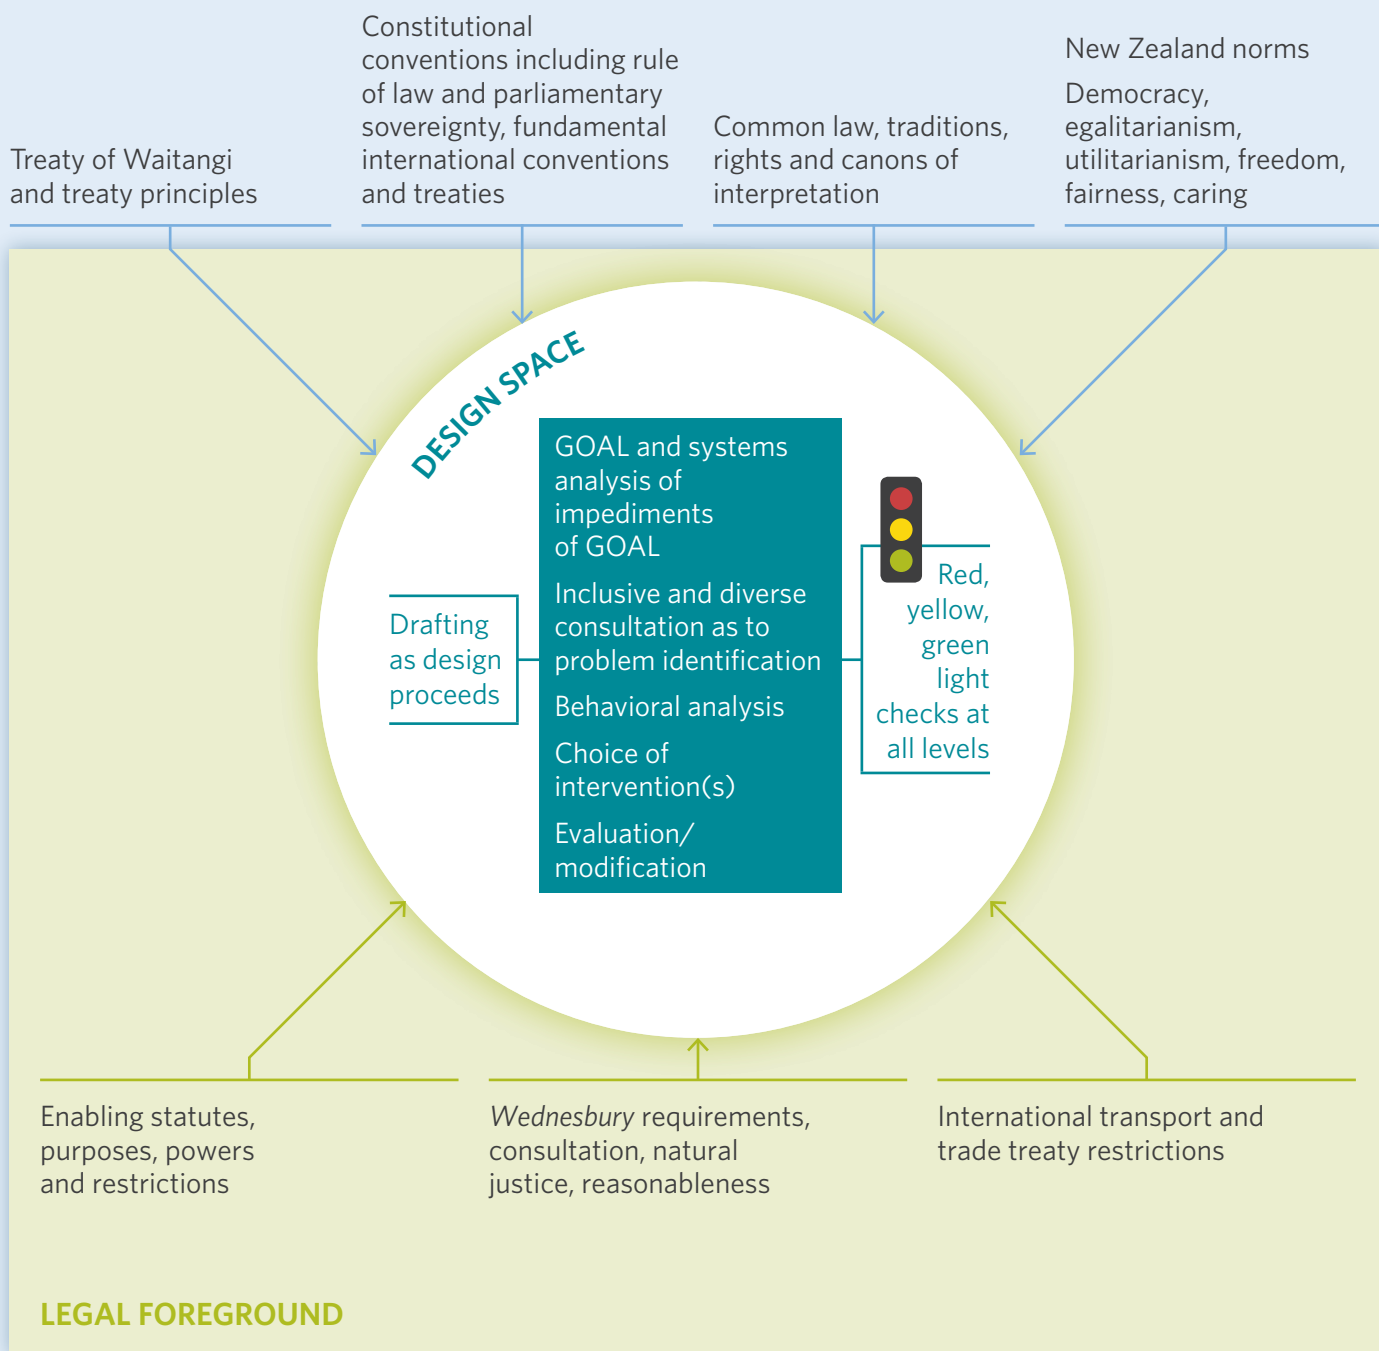 Treaty of Waitangi
and treaty principles
Constitutional
conventions including rule
of law and parliamentary
sovereignty, fundamental
international conventions
and treaties
Common law, traditions,
rights and canons of
interpretation
New Zealand norms
Democracy,
egalitarianism,
utilitarianism, freedom,
fairness, caring
DESIGN SPACE
Drafting
as design
proceeds
GOAL and systems
analysis of
impediments
of GOAL
Inclusive and diverse
consultation as to
problem identification
Behavioral analysis
Choice of
intervention(s)
Evaluation/
modification
Red,
yellow,
green
light
checks at
all levels
Enabling statutes,
purposes, powers
and restrictions
Wednesbury requirements,
consultation, natural
justice, reasonableness
International transport and
trade treaty restrictions
LEGAL FOREGROUND